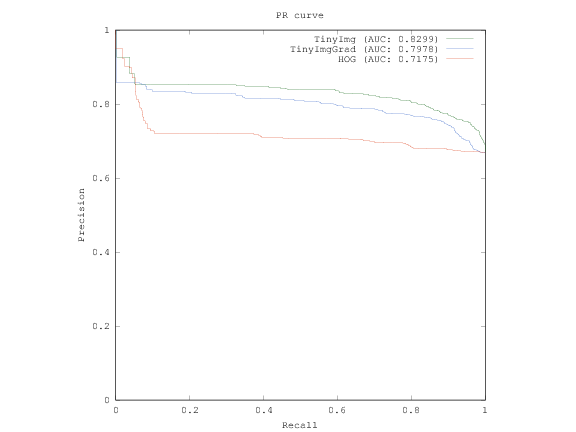 PR curve
TinyImg (AUC: 0.8299)
TinyImgGrad (AUC: 0.7978)
HOG (AUC: 0.7175)
1
0.8
0.6
0.4
0.2
0
Precision
0 0.2 0.4 0.6 0.8 1
Recall